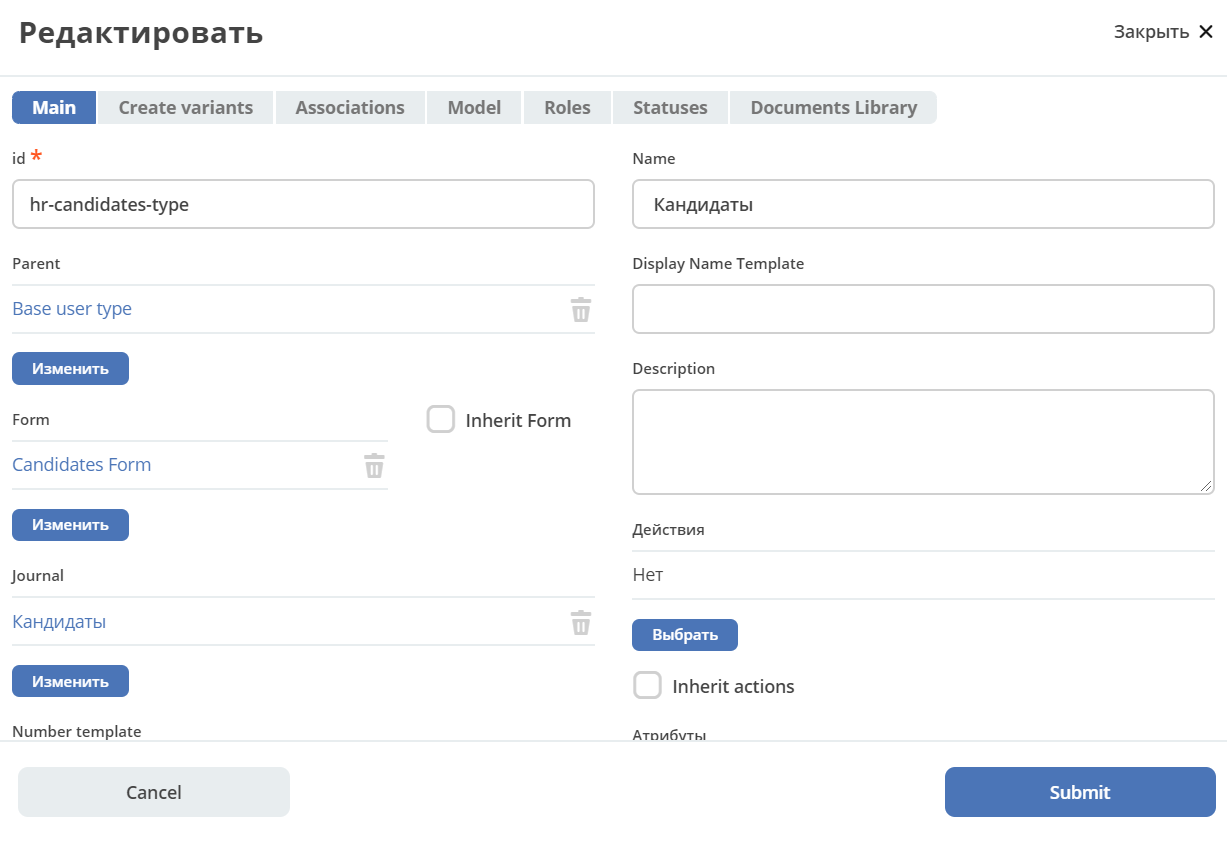 Редактировать
Закрыть
Main
Create variants
Associations
Model
Roles
Statuses
Documents Library
id *
hr-candidates-type
Parent
Base user type
Изменить
Form
Inherit Form
Candidates Form
Изменить
Journal
Кандидаты
Изменить
Number template
Name
Кандидаты
Display Name Template
Description
Действия
Нет
Выбрать
Inherit actions
Атрибуты
Cancel
Submit